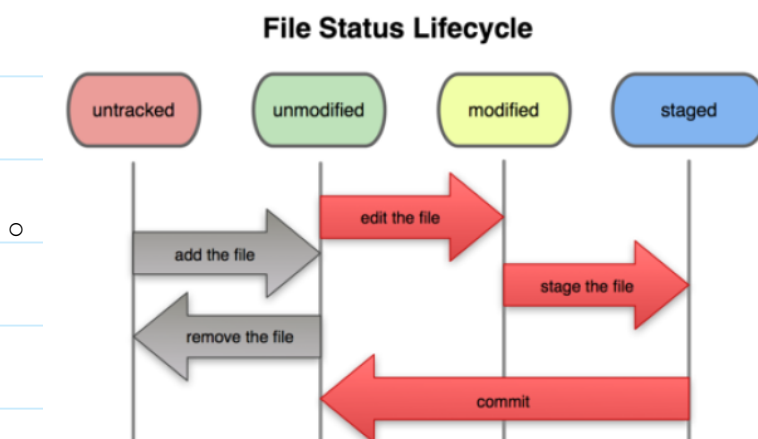 File Status Lifecycle
untracked
unmodified
modified
staged
edit the file
add the file
stage the file
remove the file
commit